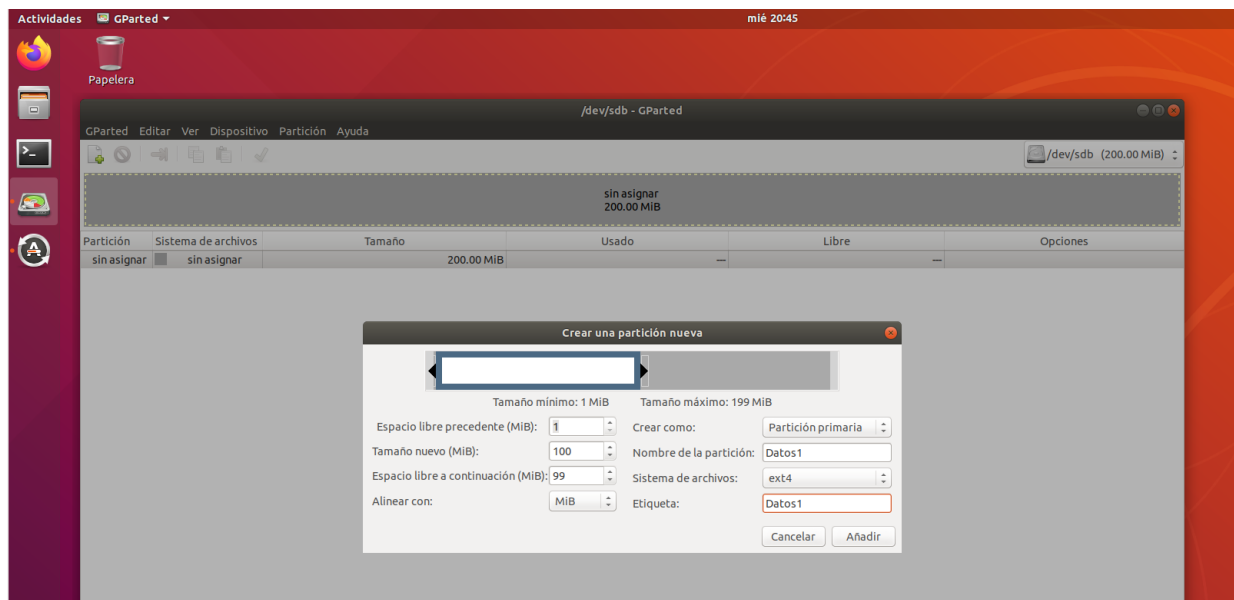 Actividades GParted mié 20:45
Papelera
/dev/sdb - GParted
GParted Editar Ver Dispositivo Partición Ayuda
/dev/sdb (200.00 MiB)
sin asignar
200.00 MiB
Partición Sistema de archivos Tamaño Usado Libre Opciones
sin asignar sin asignar 200.00 MiB — —
Crear una partición nueva
Tamaño mínimo: 1 MiB Tamaño máximo: 199 MiB
Espacio libre precedente (MiB): 1 Crear como: Partición primaria
Tamaño nuevo (MiB): 100 Nombre de la partición: Datos1
Espacio libre a continuación (MiB): 99 Sistema de archivos: ext4
Alinear con: MiB Etiqueta: Datos1
Cancelar Añadir